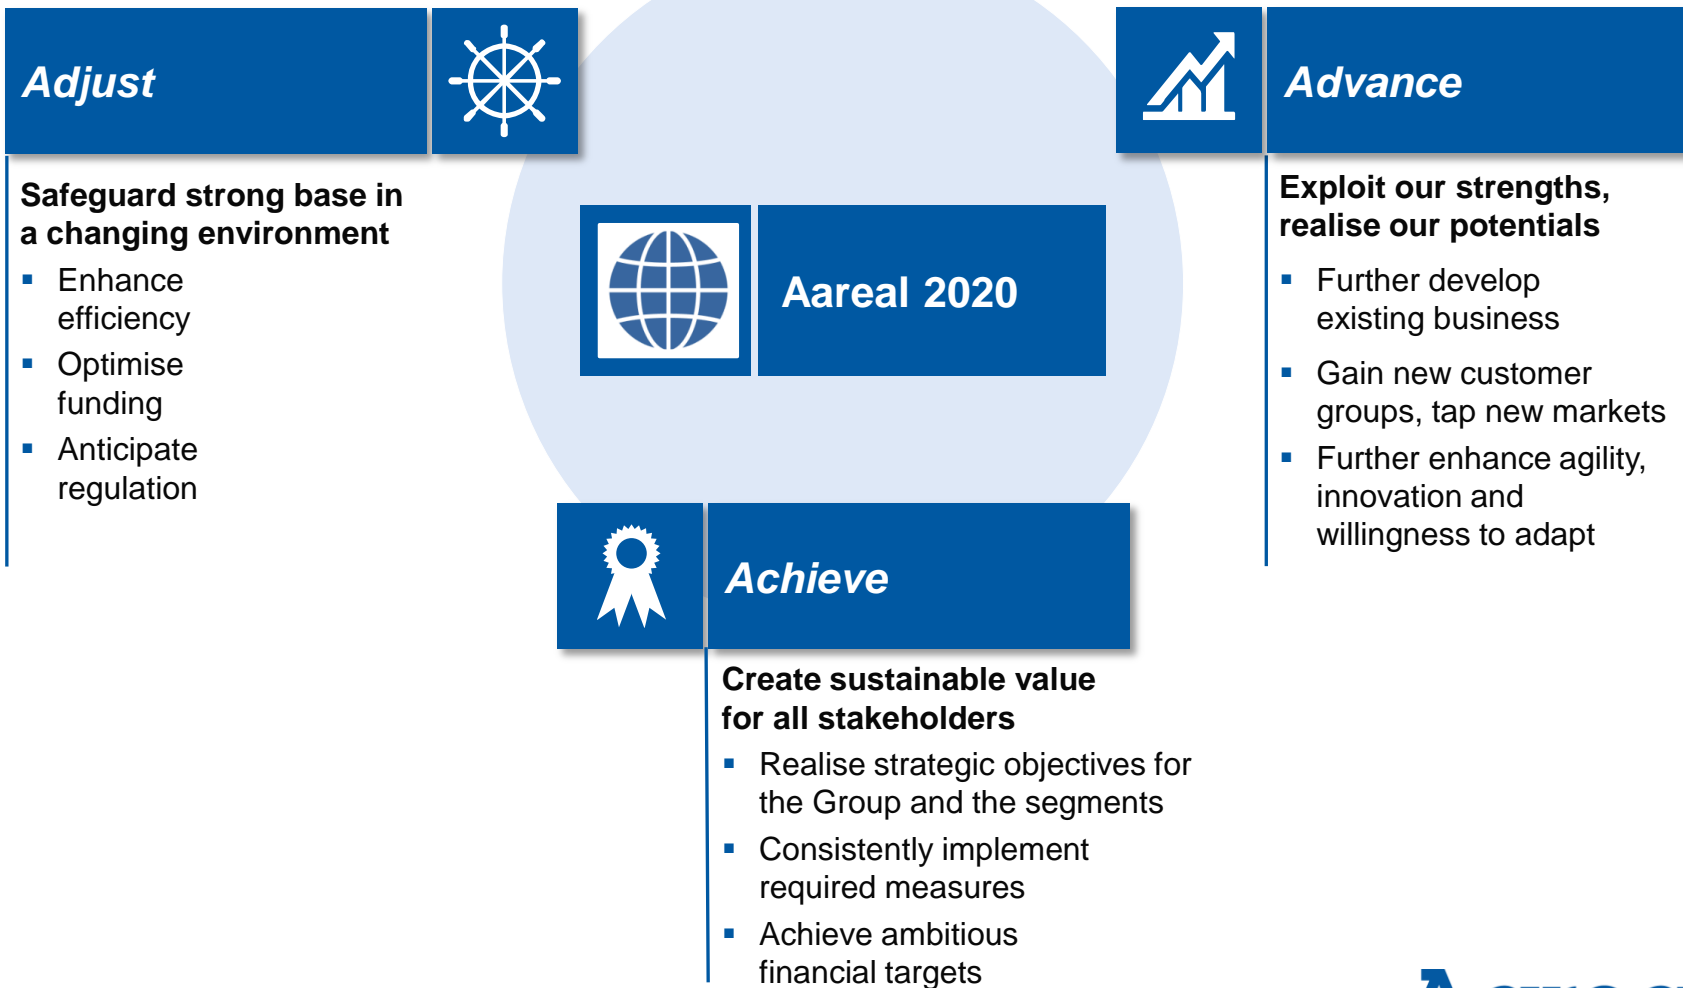 Adjust
Safeguard strong base in
a changing environment
▪ Enhance
efficiency
▪ Optimise
funding
▪ Anticipate
regulation
Aareal 2020
Advance
Exploit our strengths,
realise our potentials
▪ Further develop
existing business
▪ Gain new customer
groups, tap new markets
▪ Further enhance agility,
innovation and
willingness to adapt
Achieve
Create sustainable value
for all stakeholders
▪ Realise strategic objectives for
the Group and the segments
▪ Consistently implement
required measures
▪ Achieve ambitious
financial targets